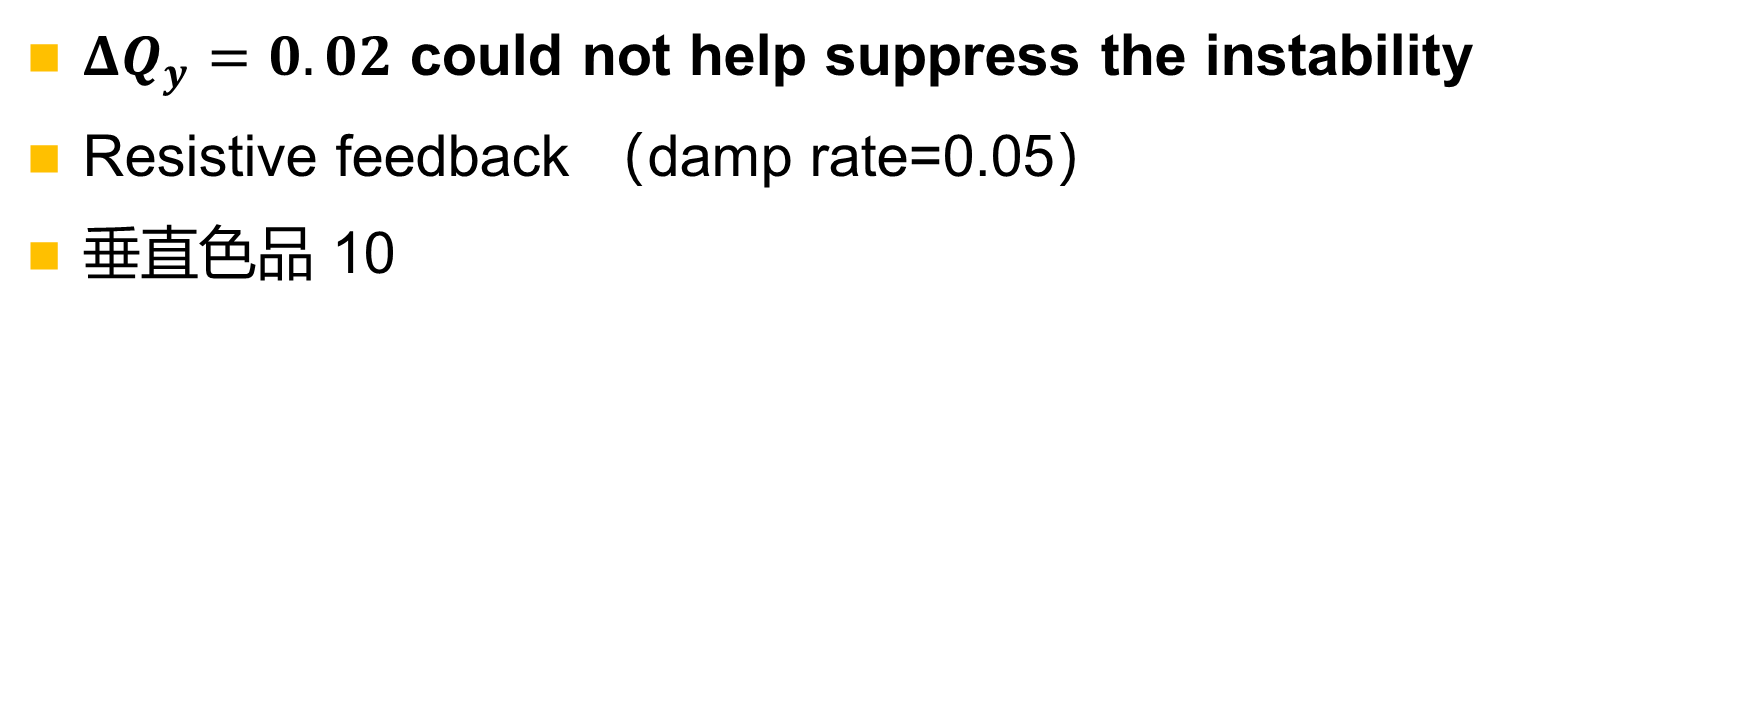 ΔQ_y = 0.02 could not help suppress the instability
Resistive feedback （damp rate=0.05）
垂直色品 10